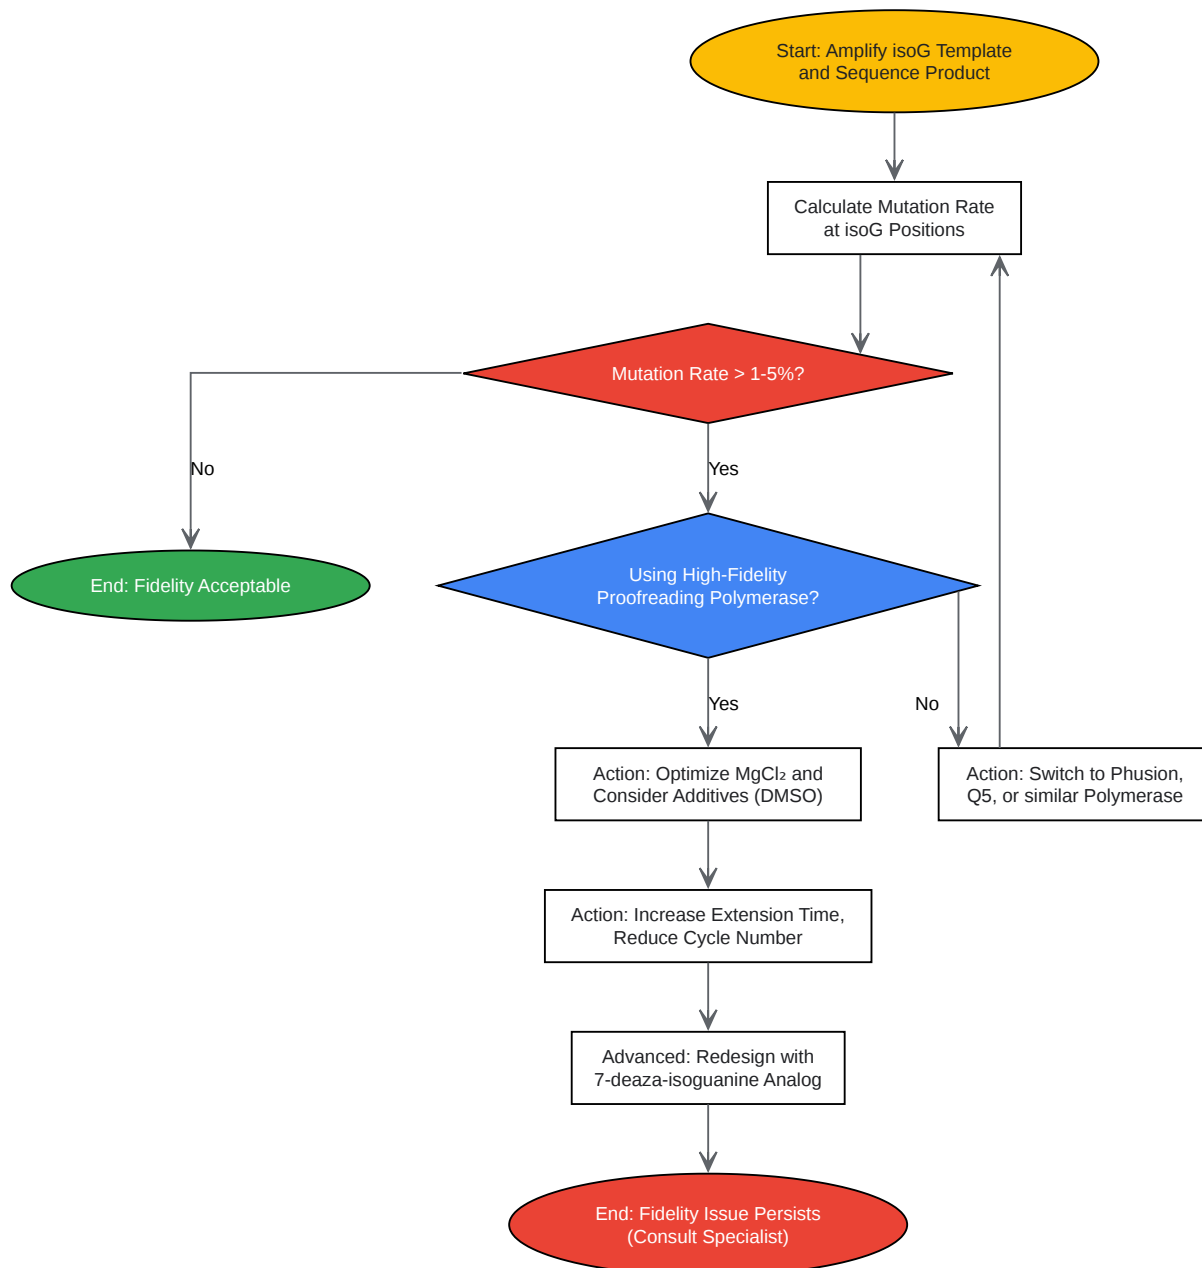 Start: Amplify isoG Template
and Sequence Product
Calculate Mutation Rate
at isoG Positions
Mutation Rate > 1-5%?
No
Yes
End: Fidelity Acceptable
Using High-Fidelity
Proofreading Polymerase?
Yes
No
Action: Optimize MgCl₂ and
Consider Additives (DMSO)
Action: Switch to Phusion,
Q5, or similar Polymerase
Action: Increase Extension Time,
Reduce Cycle Number
Advanced: Redesign with
7-deaza-isoguanine Analog
End: Fidelity Issue Persists
(Consult Specialist)